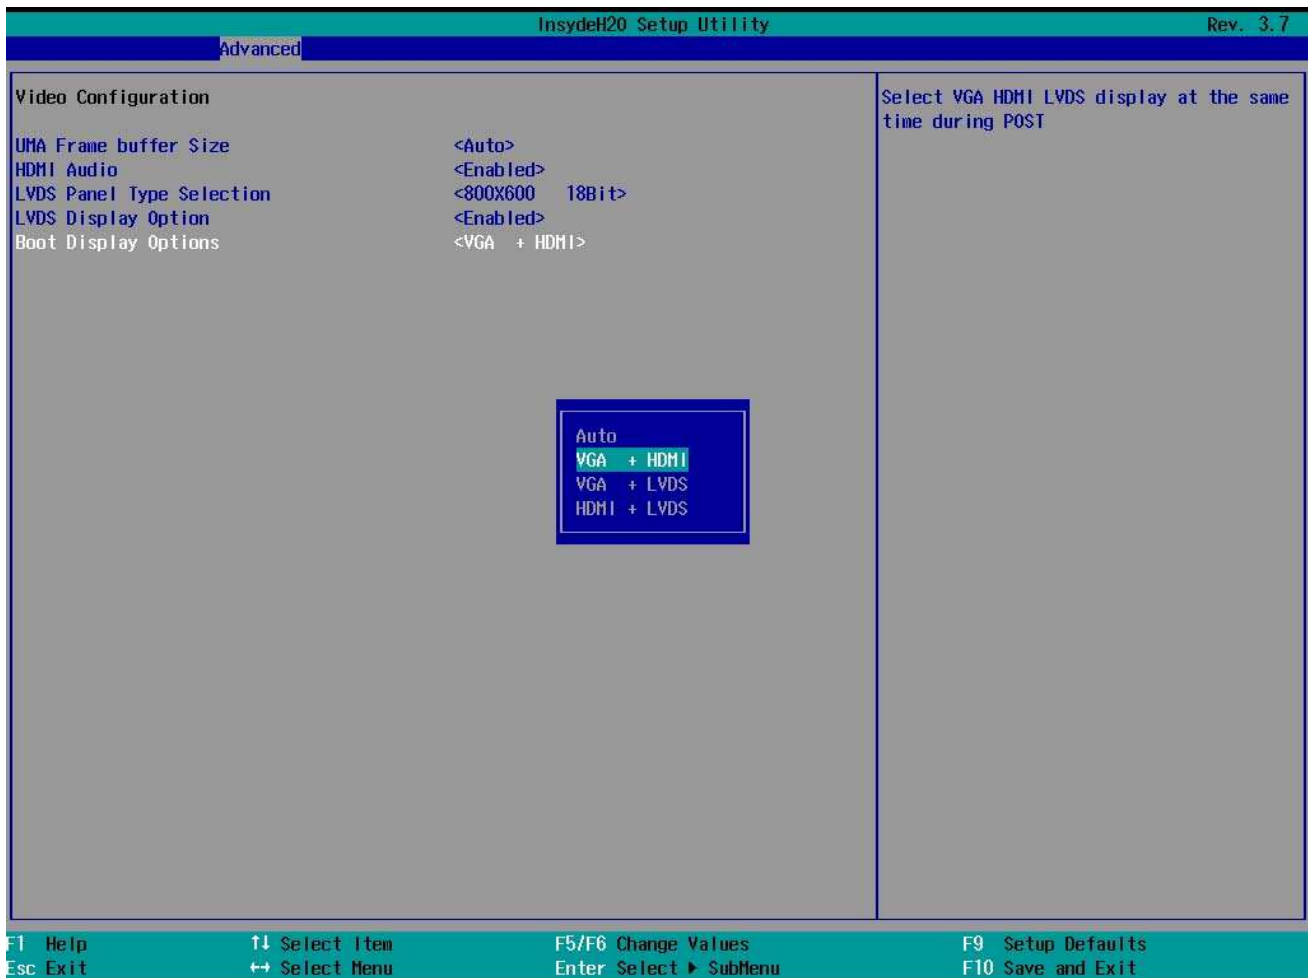 InsydeH20 Setup Utility Rev. 3.7
Advanced
Video Configuration
UMA Frame buffer Size <Auto>
HDMI Audio <Enabled>
LVDS Panel Type Selection <800X600 18Bit>
LVDS Display Option <Enabled>
Boot Display Options <VGA + HDMI>
Select VGA HDMI LVDS display at the same
time during POST
Auto
VGA + HDMI
VGA + LVDS
HDMI + LVDS
F1 Help ↑↓ Select Item F5/F6 Change Values F9 Setup Defaults
Esc Exit ↔ Select Menu Enter Select ▶ SubMenu F10 Save and Exit